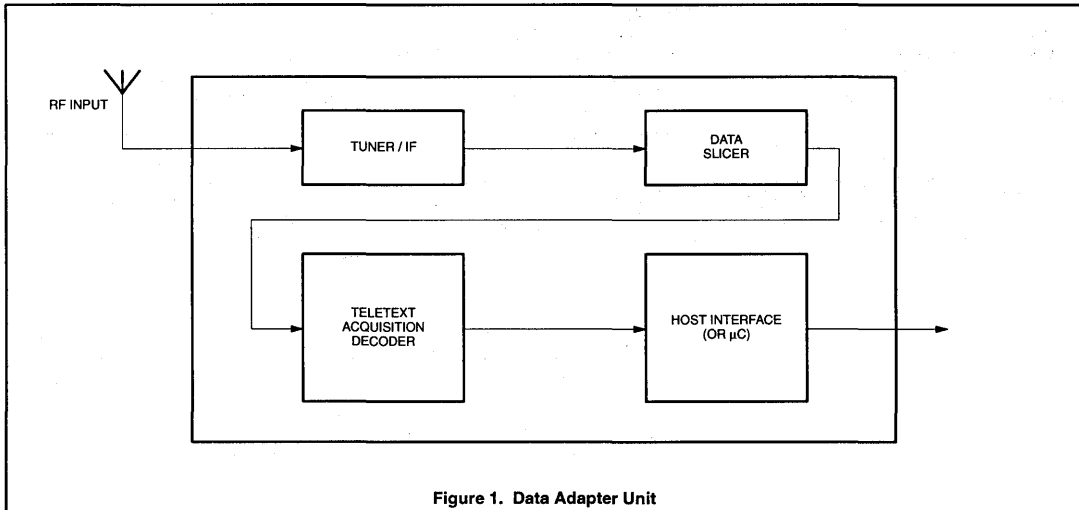 RF INPUT
TUNER / IF
DATA
SLICER
TELETEXT
ACQUISITION
DECODER
HOST INTERFACE
(OR µC)
Figure 1. Data Adapter Unit